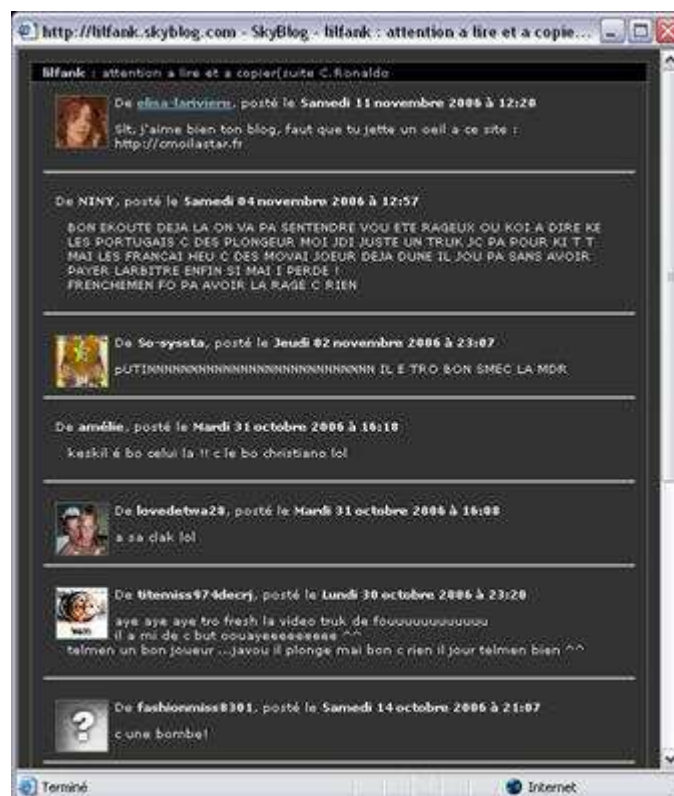 http://lilfank.skyblog.com - SkyBlog - lilfank : attention a lire et a copie...
lilfank : attention a lire et a copier(suite C.Ronaldo
De elisa-lariviere, posté le Samedi 11 novembre 2006 à 12:20
Slt, j'aime bien ton blog, faut que tu jette un oeil a ce site :
http://cmoilastar.fr
De NINY, posté le Samedi 04 novembre 2006 à 12:57
BON EKOUTE DEJA LA ON VA PA SENTENDRE VOU ETE RAGEUX OU KOI A DIRE KE
LES PORTUGAIS C DES PLONGEUR MOI JDI JUSTE UN TRUK JC PA POUR KI T T
MAI LES FRANCAI HEU C DES MOVAI JOEUR DEJA DUNE IL JOU PA SANS AVOIR
PAYER LARBITRE ENFIN SI MAI I PERDE !
FRENCHEMEN FO PA AVOIR LA RAGE C RIEN
De So-syssta, posté le Jeudi 02 novembre 2006 à 23:07
pUTINNNNNNNNNNNNNNNNNNNNNNNNNNNN IL E TRO BON SMEC LA MDR
De amélie, posté le Mardi 31 octobre 2006 à 16:18
keskil é bo celui la !! c le bo christiano lol
De lovedetwa28, posté le Mardi 31 octobre 2006 à 16:08
a sa clak lol
De titemiss974decrj, posté le Lundi 30 octobre 2006 à 23:20
aye aye aye tro fresh la video truk de fouuuuuuuuuuuu
il a mi de c but oouayeeeeeeeee ^^
telmen un bon joueur ...javou il plonge mai bon c rien il jour telmen bien ^^
De fashionmiss8301, posté le Samedi 14 octobre 2006 à 21:07
c une bombe!
Terminé
Internet